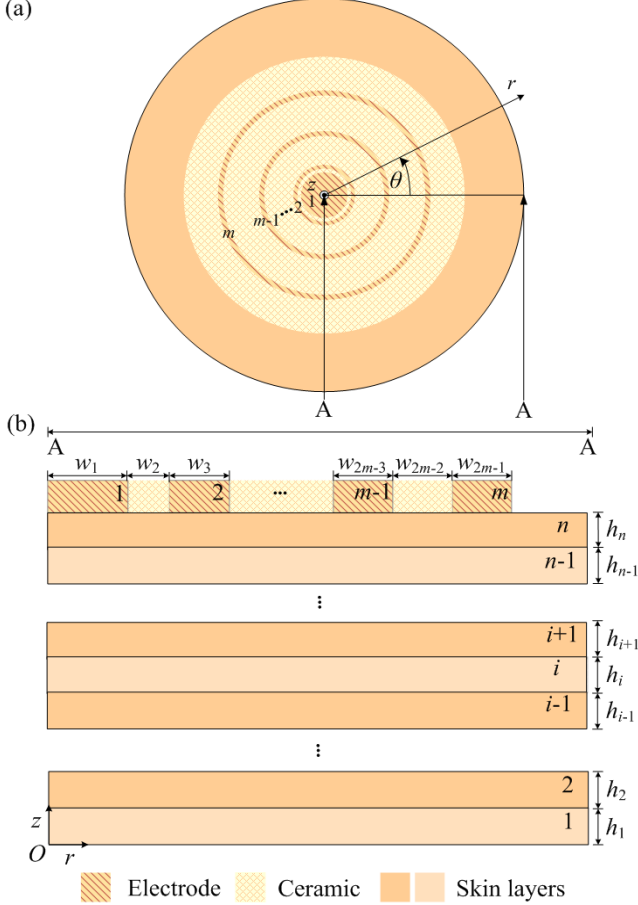 (a)
r
θ
z
1
2
m-1
m
A A
(b)
A A
w₁ w₂ w₃ w₂ₘ₋₃ w₂ₘ₋₂ w₂ₘ₋₁
1 2 ... m-1 m
n hₙ
n-1 hₙ₋₁
⋮
i+1 hᵢ₊₁
i hᵢ
i-1 hᵢ₋₁
⋮
2 h₂
z 1 h₁
O r
Electrode Ceramic Skin layers